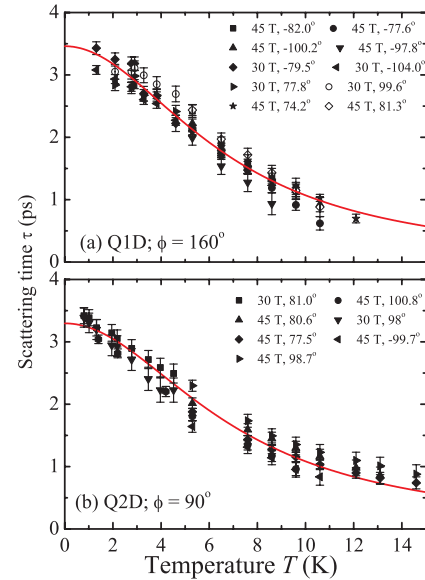 4
3
2
1
0
45 T, -82.0° 45 T, -77.6°
45 T, -100.2° 45 T, -97.8°
30 T, -79.5° 30 T, -104.0°
30 T, 77.8° 30 T, 99.6°
45 T, 74.2° 45 T, 81.3°
(a) Q1D; ϕ = 160°
Scattering time τ (ps)
4
3
2
1
0
30 T, 81.0° 45 T, 100.8°
45 T, 80.6° 30 T, 98°
45 T, 77.5° 45 T, -99.7°
45 T, 98.7°
(b) Q2D; ϕ = 90°
0 2 4 6 8 10 12 14
Temperature T (K)